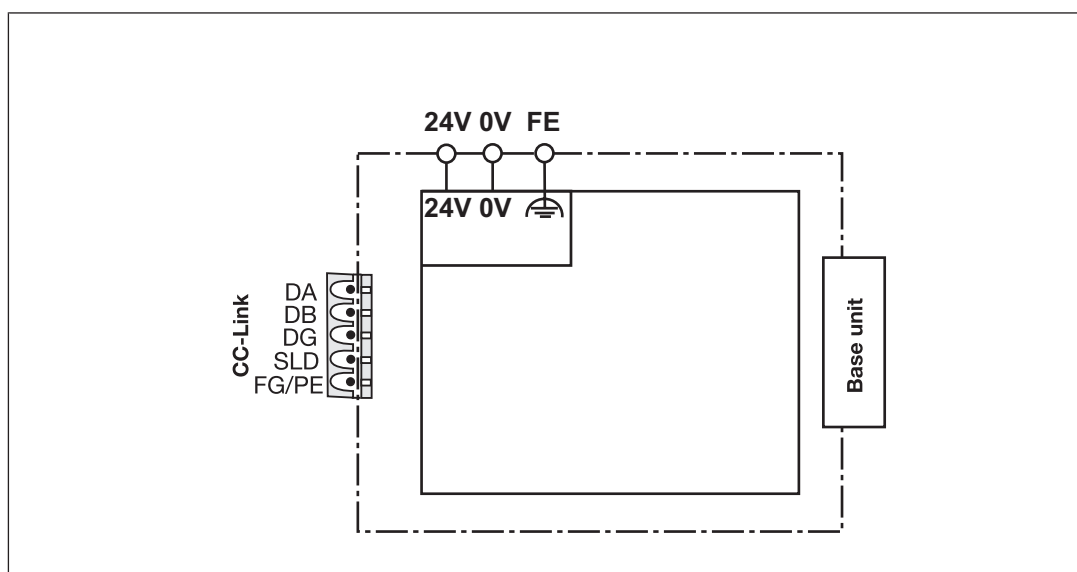 24V 0V FE
24V 0V
CC-Link
DA
DB
DG
SLD
FG/PE
Base unit